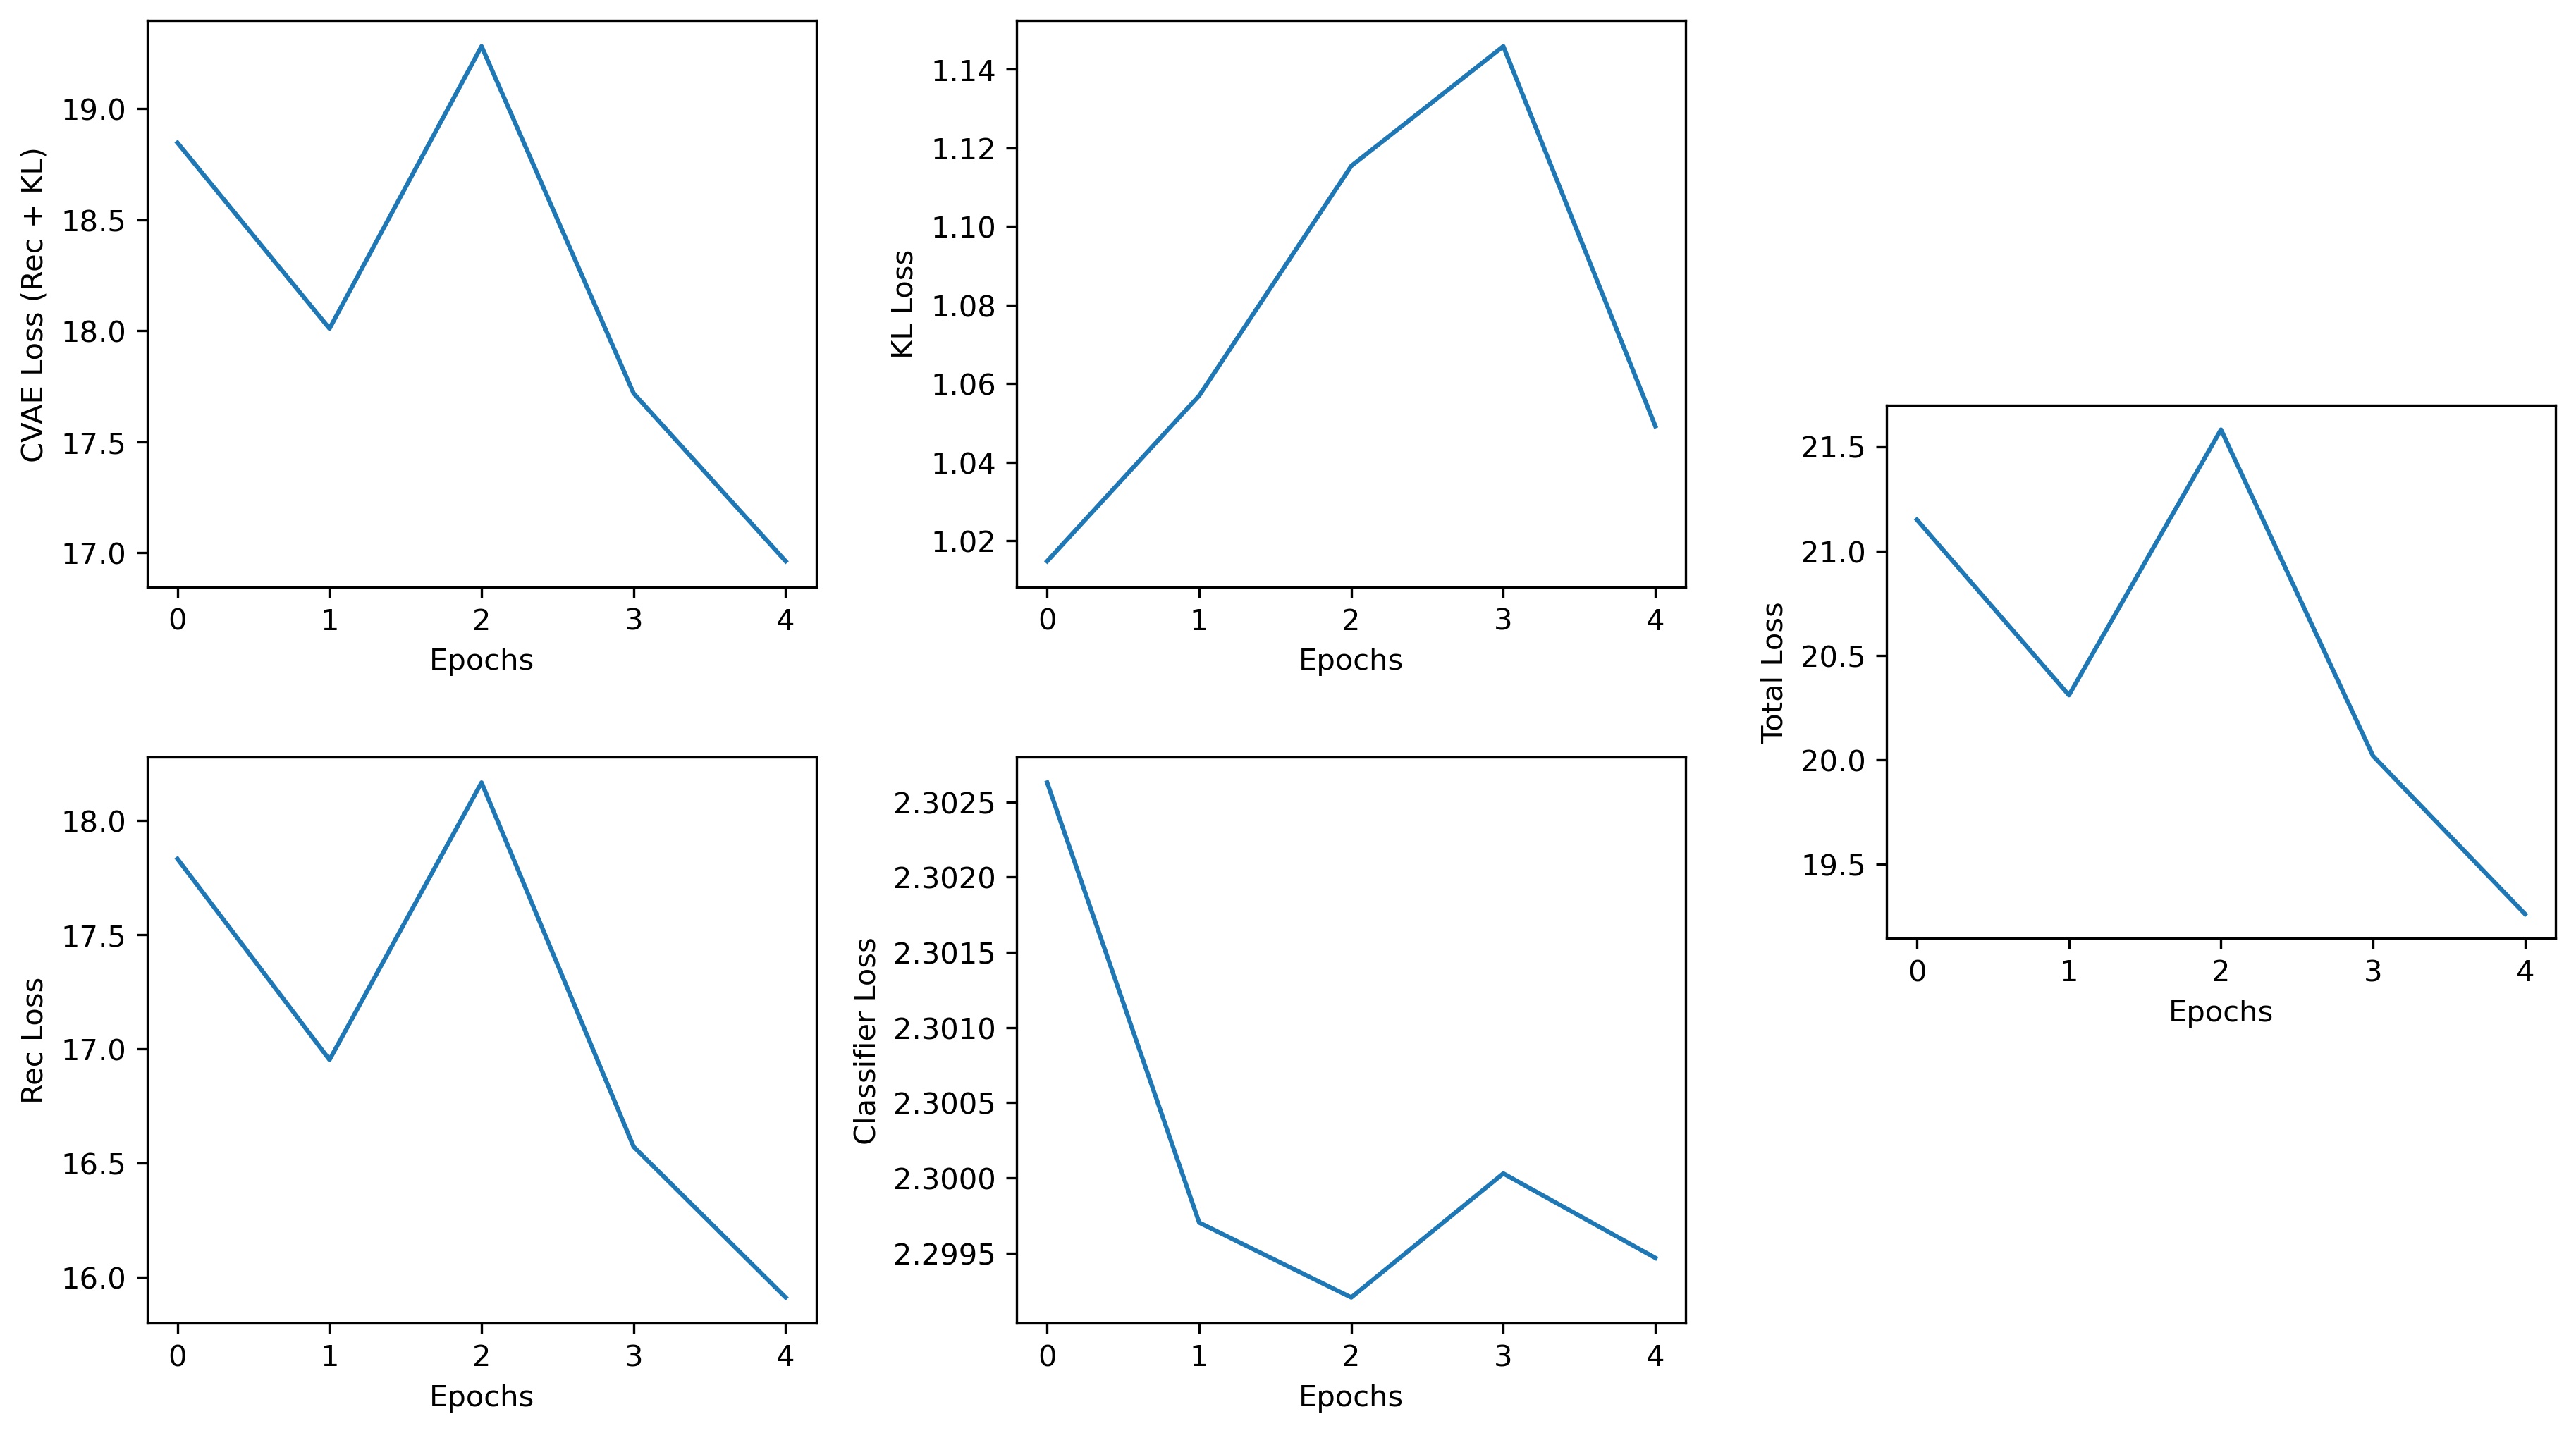 CVAE Loss (Rec + KL)
19.0
18.5
18.0
17.5
17.0
0 1 2 3 4
Epochs
KL Loss
1.14
1.12
1.10
1.08
1.06
1.04
1.02
0 1 2 3 4
Epochs
Rec Loss
18.0
17.5
17.0
16.5
16.0
0 1 2 3 4
Epochs
Classifier Loss
2.3025
2.3020
2.3015
2.3010
2.3005
2.3000
2.2995
0 1 2 3 4
Epochs
Total Loss
21.5
21.0
20.5
20.0
19.5
0 1 2 3 4
Epochs